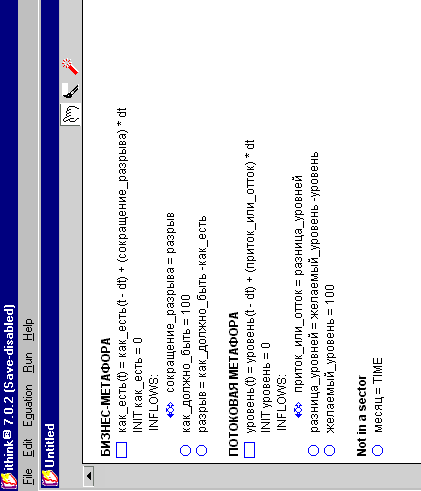 ithink® 7.0.2 (Save-disabled)
File Edit Equation Run Help
Untitled
БИЗНЕС-МЕТАФОРА
как_есть(t) = как_есть(t - dt) + (сокращение_разрыва) * dt
INIT как_есть = 0
INFLOWS:
сокращение_разрыва = разрыв
как_должно_быть = 100
разрыв = как_должно_быть -как_есть
ПОТОКОВАЯ МЕТАФОРА
уровень(t) = уровень(t - dt) + (приток_или_отток) * dt
INIT уровень = 0
INFLOWS:
приток_или_отток = разница_уровней
разница_уровней = желаемый_уровень -уровень
желаемый_уровень = 100
Not in a sector
месяц = TIME